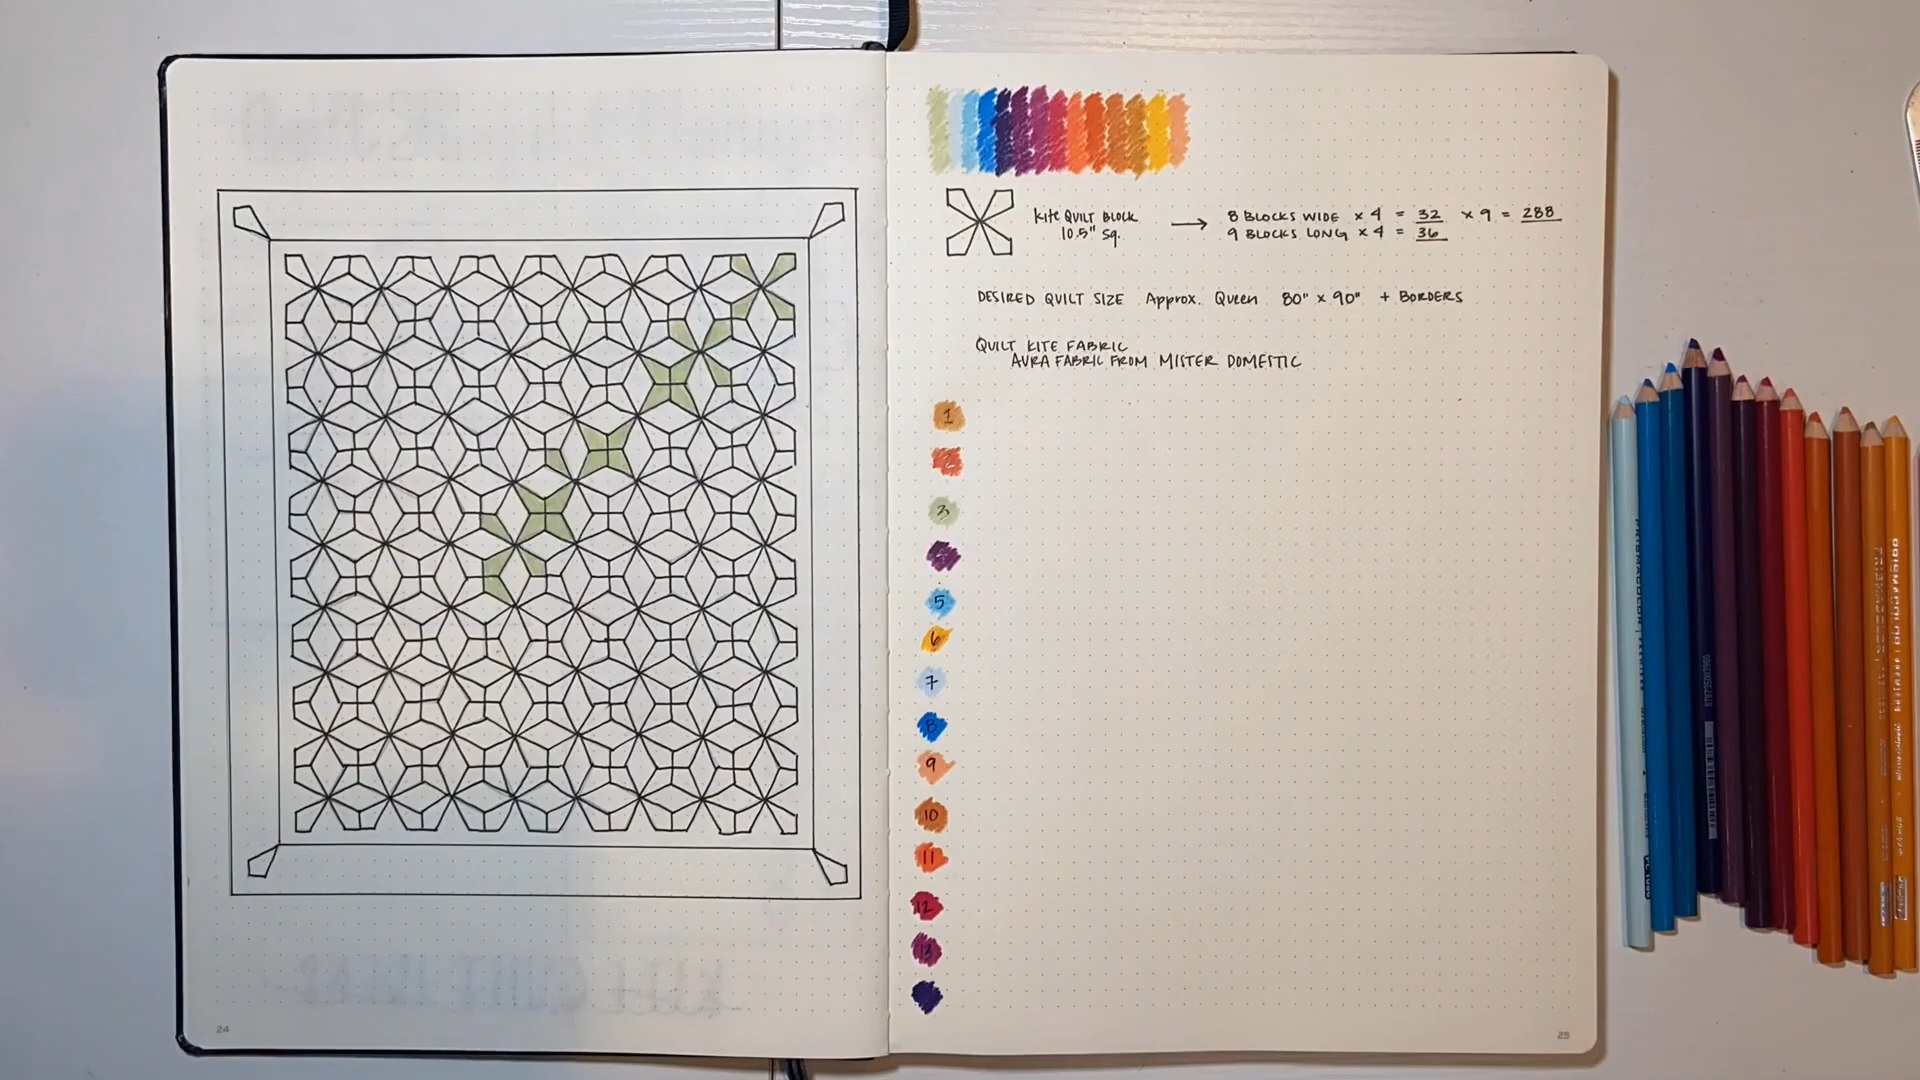 Kite QUILT BLOCK
10.5" sq.
8 BLOCKS WIDE x 4 = 32 x 9 = 288
9 BLOCKS LONG x 4 = 36
DESIRED QUILT SIZE Approx. Queen 80" x 90" + BORDERS
QUILT KITE FABRIC
AURA FABRIC FROM MISTER DOMESTIC
1
2
3
5
6
7
8
9
10
11
12
13
24
25